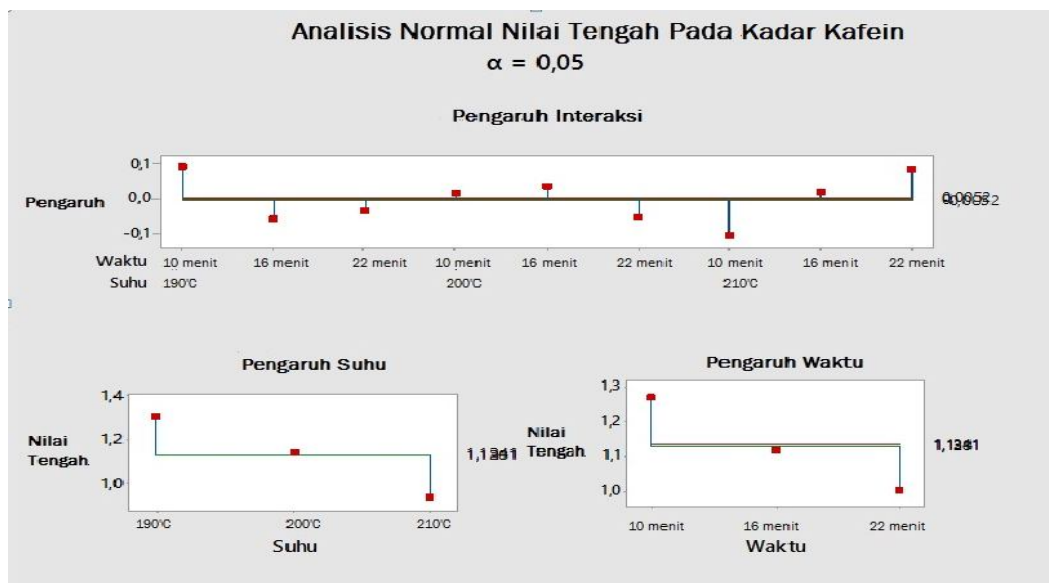 Analisis Normal Nilai Tengah Pada Kadar Kafein
α = 0,05
Pengaruh Interaksi
0,1
0,0
-0,1
Pengaruh
Waktu 10 menit 16 menit 22 menit 10 menit 16 menit 22 menit 10 menit 16 menit 22 menit
Suhu 190°C 200°C 210°C
Pengaruh Suhu
1,4
1,2
1,0
Nilai
Tengah
190°C 200°C 210°C
Suhu
Pengaruh Waktu
1,3
1,2
1,1
1,0
Nilai
Tengah
10 menit 16 menit 22 menit
Waktu